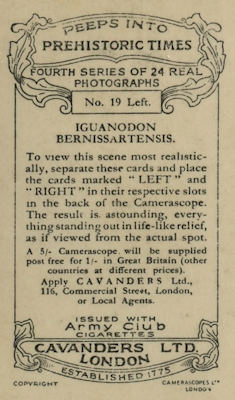 PEEPS INTO
PREHISTORIC TIMES
FOURTH SERIES OF 24 REAL
PHOTOGRAPHS
No. 19 Left.
IGUANODON
BERNISSARTENSIS.
To view this scene most realistic-
ally, separate these cards and place
the cards marked "LEFT" and
"RIGHT" in their respective slots
in the back of the Camerascope.
The result is astounding, every-
thing standing out in life-like relief,
as if viewed from the actual spot.
A 5/- Camerascope will be supplied
post free for 1/- in Great Britain (other
countries at different prices).
Apply CAVANDERS Ltd.,
116, Commercial Street, London,
or Local Agents.
ISSUED WITH
Army Club
CIGARETTES
CAVANDERS LTD.
LONDON
ESTABLISHED 1775
COPYRIGHT
CAMERASCOPES LTD
LONDON